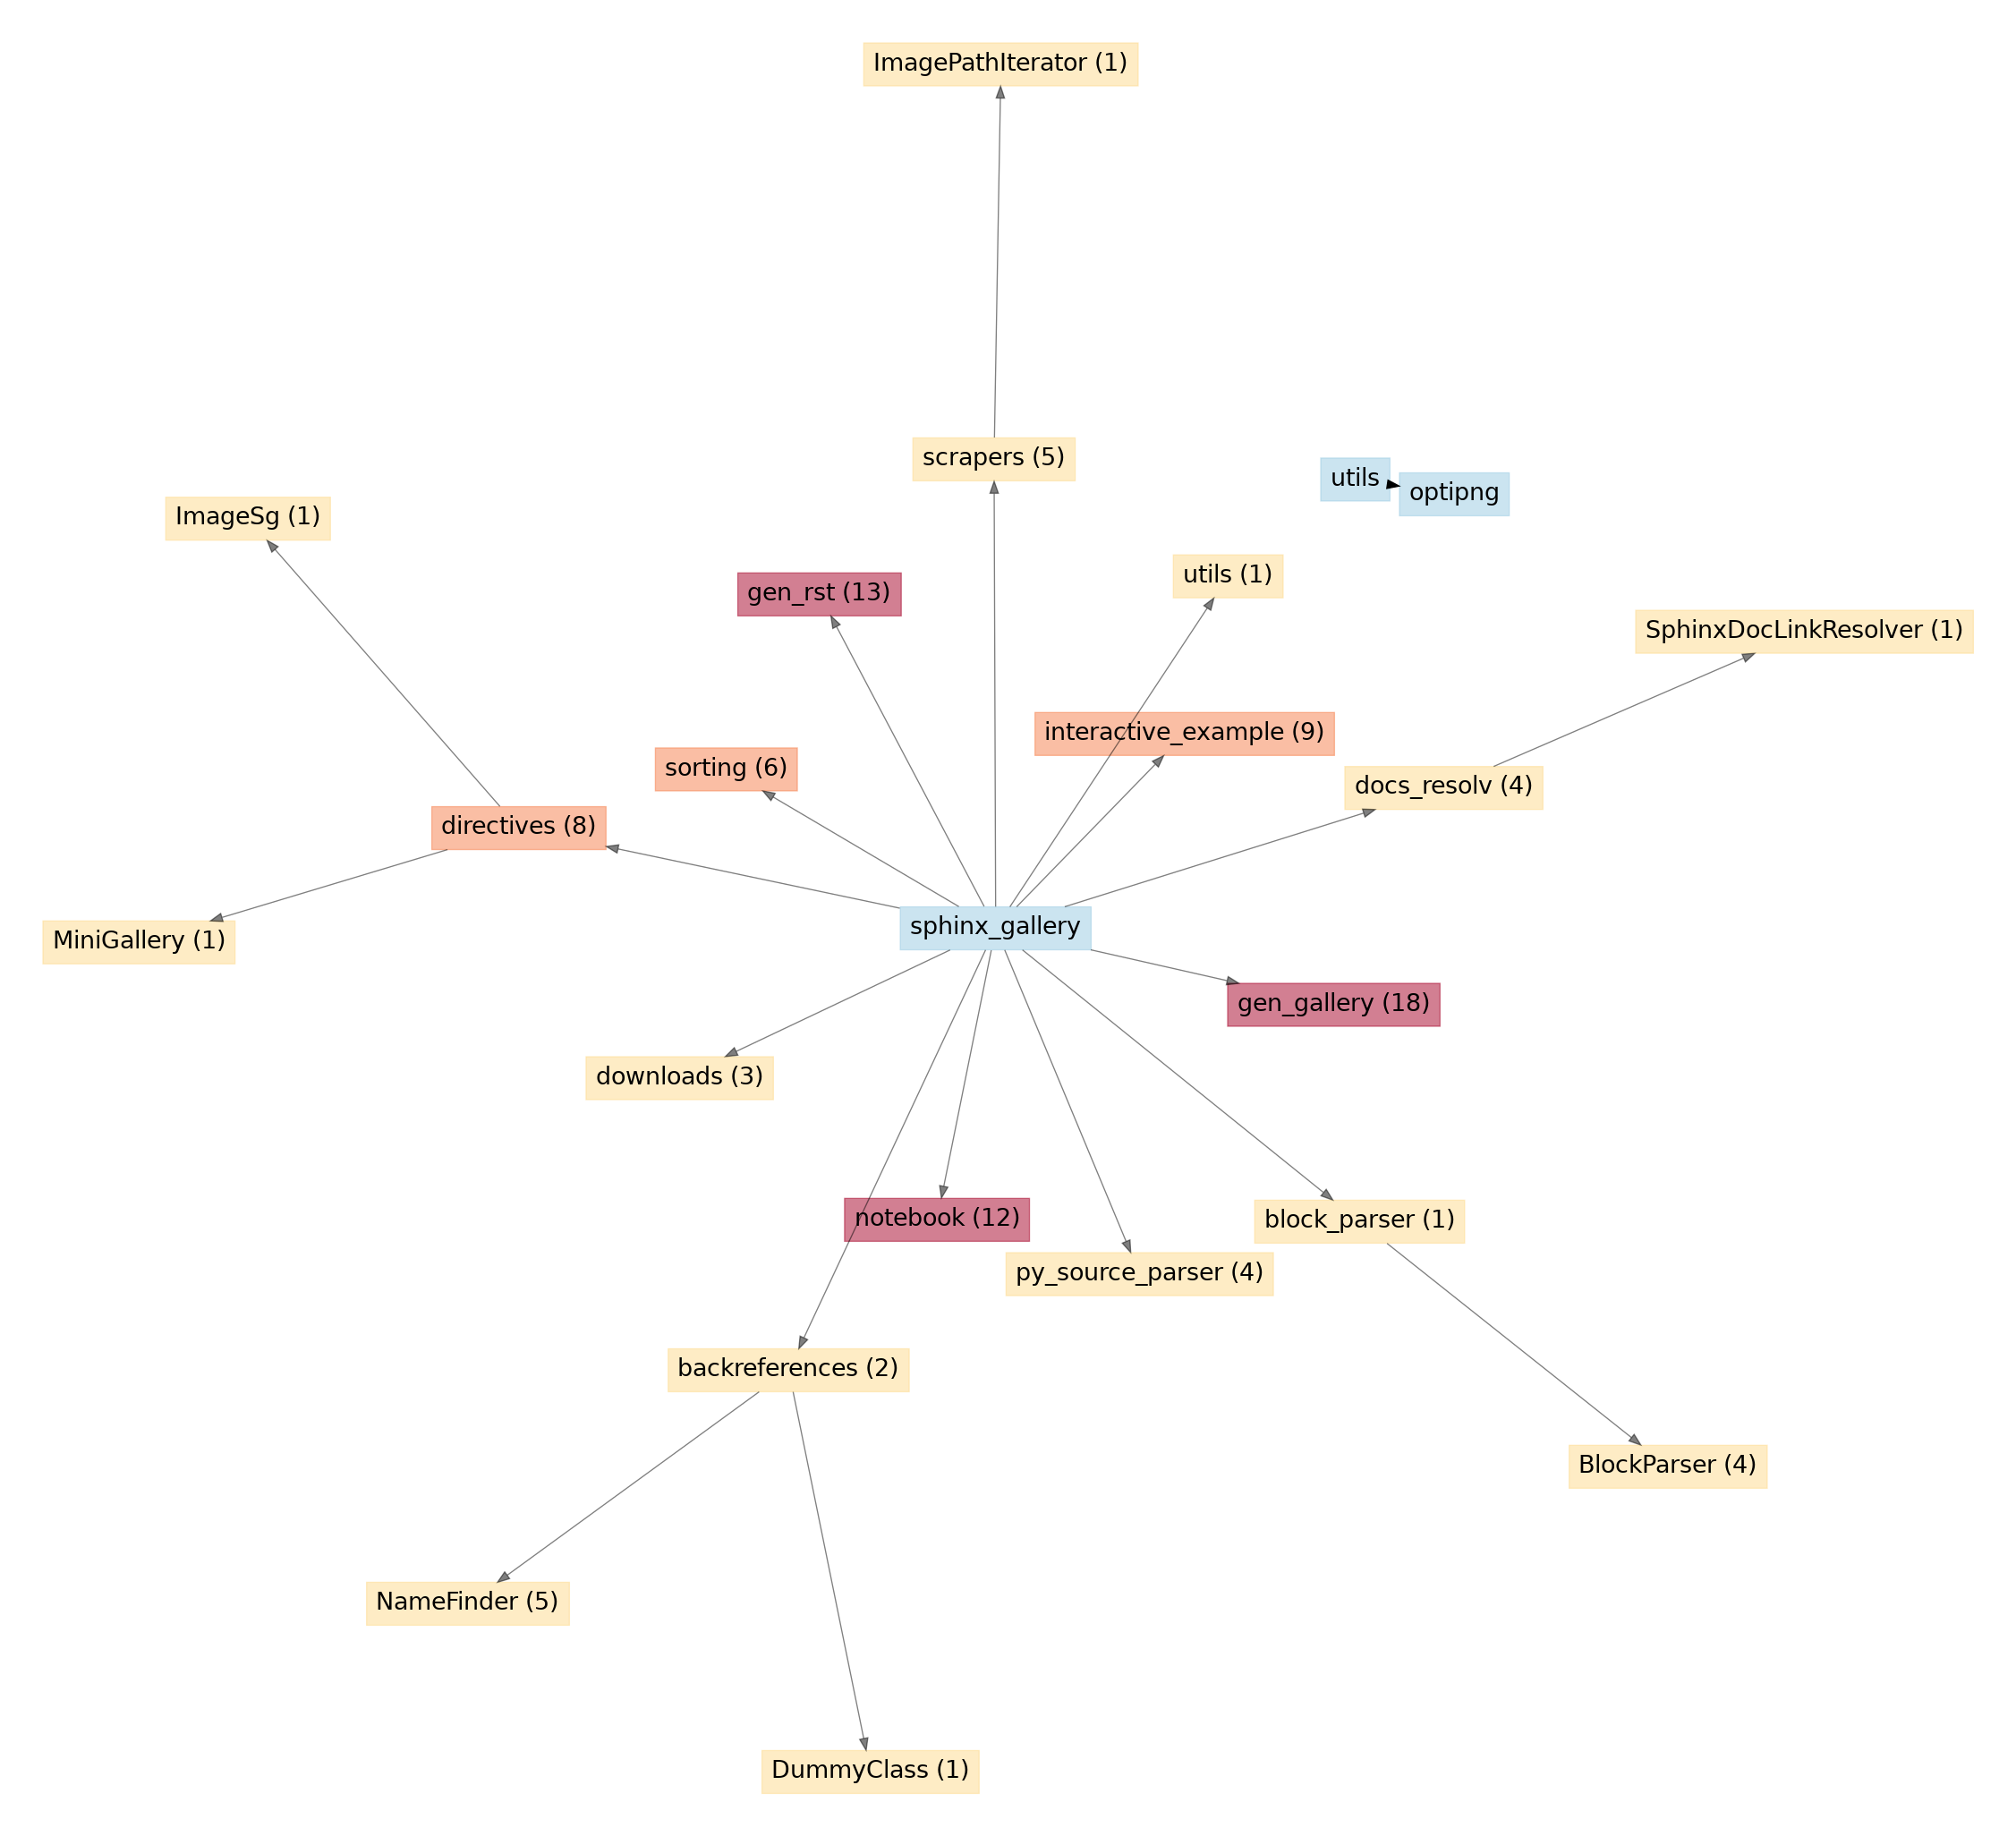 ImagePathIterator (1)
scrapers (5)
utils
optipng
ImageSg (1)
utils (1)
gen_rst (13)
SphinxDocLinkResolver (1)
interactive_example (9)
sorting (6)
docs_resolv (4)
directives (8)
sphinx_gallery
MiniGallery (1)
gen_gallery (18)
downloads (3)
notebook (12)
block_parser (1)
py_source_parser (4)
backreferences (2)
BlockParser (4)
NameFinder (5)
DummyClass (1)